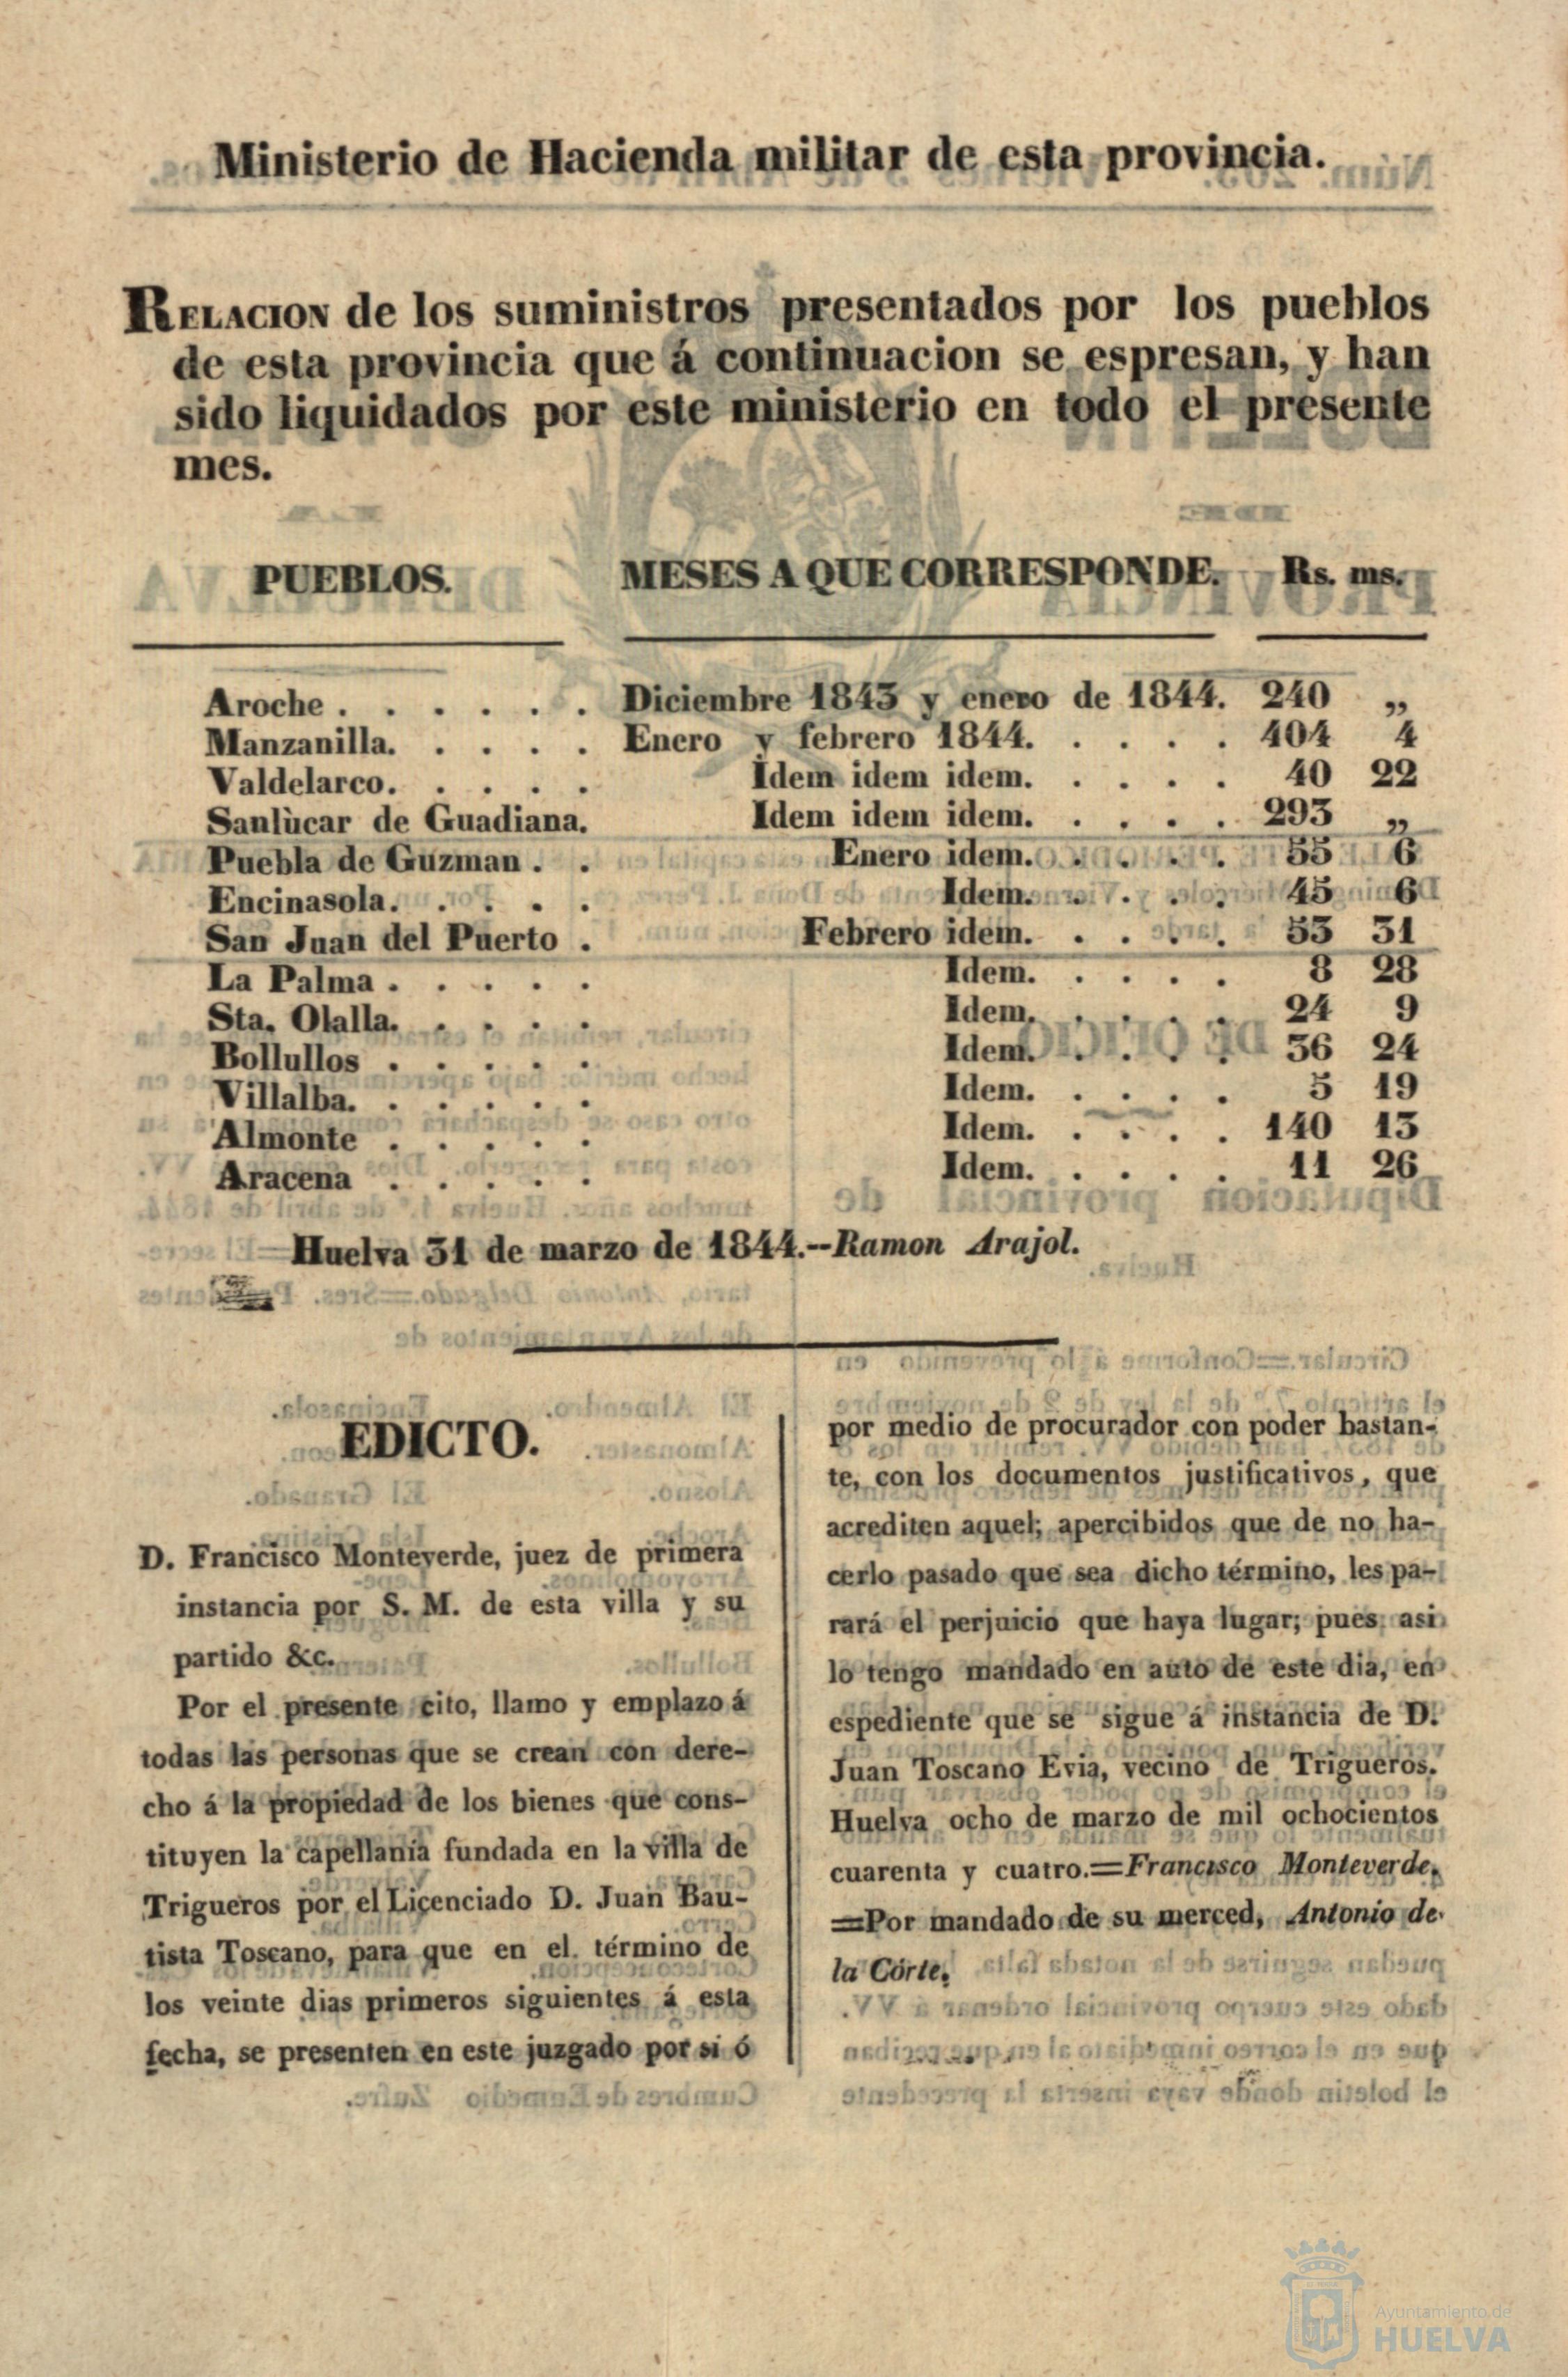 Ministerio de Hacienda militar de esta provincia.
RELACION de los suministros presentados por los pueblos
de esta provincia que á continuacion se espresan, y han
sido liquidados por este ministerio en todo el presente
mes.
PUEBLOS. MESES A QUE CORRESPONDE. Rs. ms.
Aroche . . . . . . Diciembre 1843 y enero de 1844. 240 „
Manzanilla. . . . . Enero y febrero 1844. . . . . 404 4
Valdelarco. . . . . Idem idem idem. . . . . 40 22
Sanlùcar de Guadiana. Idem idem idem. . . . . 293 „
Puebla de Guzman . . Enero idem. . . . . 55 6
Encinasola. . . . . Idem. . . . . 45 6
San Juan del Puerto . Febrero idem. . . . . 53 31
La Palma . . . . . Idem. . . . . 8 28
Sta. Olalla. . . . . Idem. . . . . 24 9
Bollullos . . . . . Idem. . . . . 36 24
Villalba. . . . . . Idem. . . . . 5 19
Almonte . . . . . Idem. . . . . 140 13
Aracena . . . . . Idem. . . . . 11 26
Huelva 31 de marzo de 1844.--Ramon Arajol.
EDICTO.
D. Francisco Monteverde, juez de primera
instancia por S. M. de esta villa y su
partido &c.
Por el presente cito, llamo y emplazo á
todas las personas que se crean con dere-
cho á la propiedad de los bienes que cons-
tituyen la capellania fundada en la villa de
Trigueros por el Licenciado D. Juan Bau-
tista Toscano, para que en el término de
los veinte dias primeros siguientes á esta
fecha, se presenten en este juzgado por si ó
por medio de procurador con poder bastan-
te, con los documentos justificativos, que
acrediten aquel; apercibidos que de no ha-
cerlo pasado que sea dicho término, les pa-
rará el perjuicio que haya lugar; pues asi
lo tengo mandado en auto de este dia, en
espediente que se sigue á instancia de D.
Juan Toscano Evia, vecino de Trigueros.
Huelva ocho de marzo de mil ochocientos
cuarenta y cuatro.=Francisco Monteverde.
=Por mandado de su merced, Antonio de
la Córte.
Ayuntamiento de
HUELVA